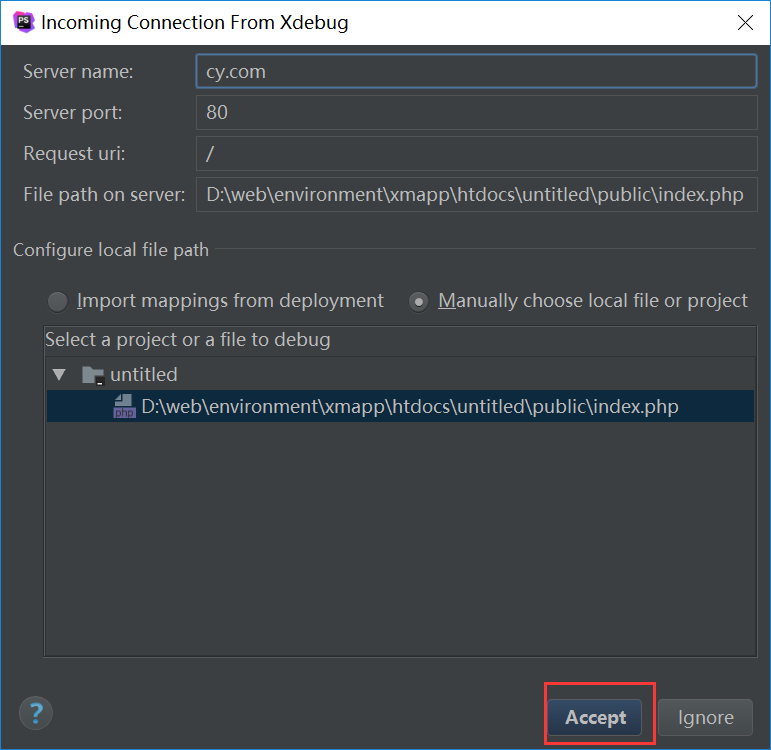 PS Incoming Connection From Xdebug
Server name: cy.com
Server port: 80
Request uri: /
File path on server: D:\web\environment\xmapp\htdocs\untitled\public\index.php
Configure local file path
Import mappings from deployment Manually choose local file or project
Select a project or a file to debug
untitled
php D:\web\environment\xmapp\htdocs\untitled\public\index.php
? Accept Ignore